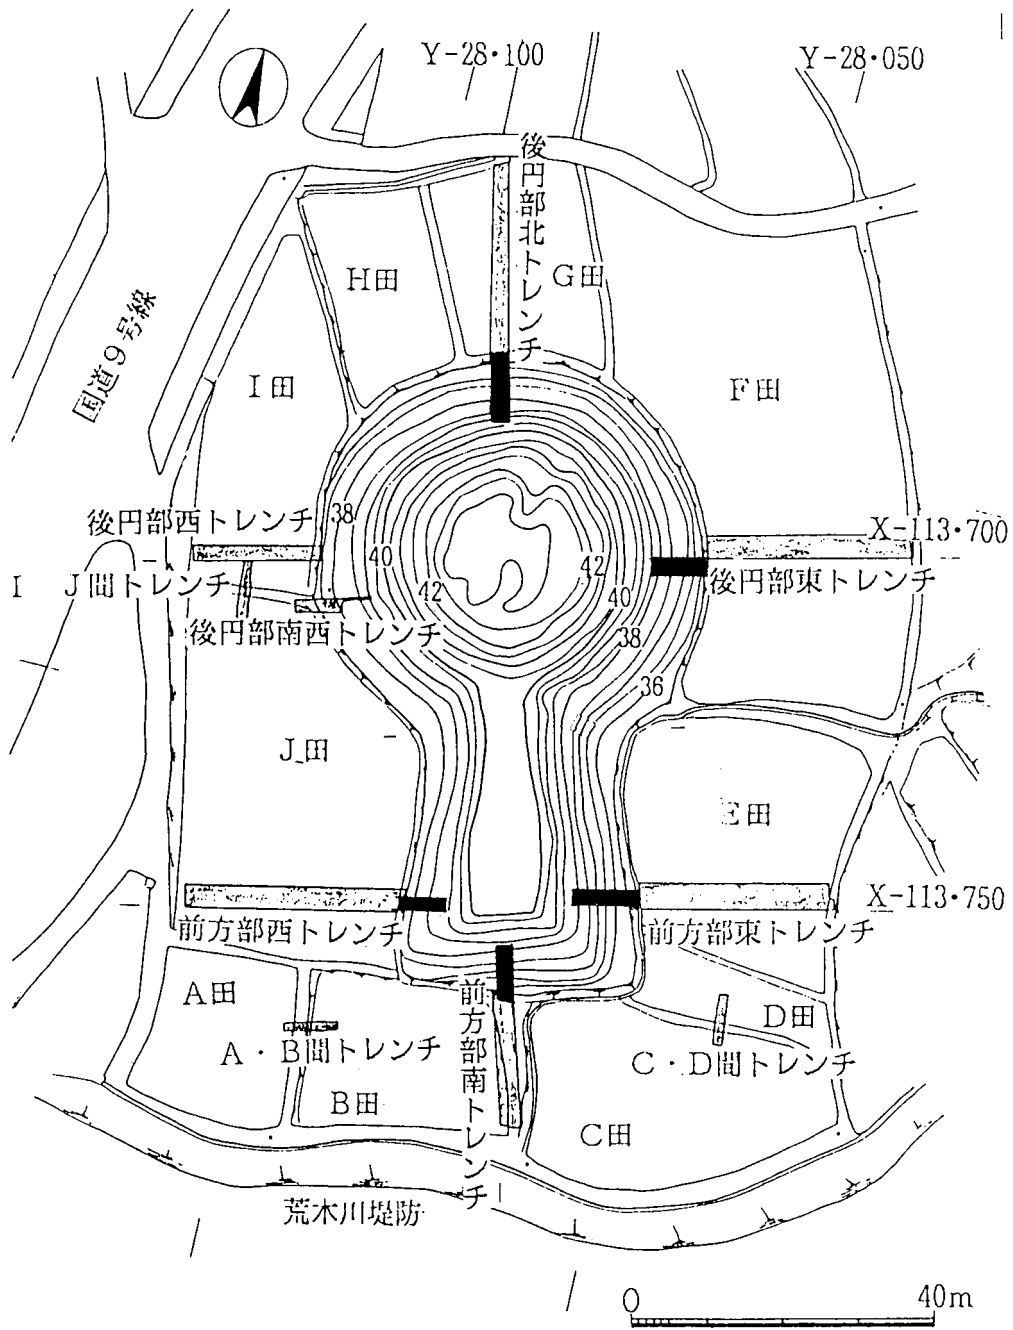 Y-28・100
Y-28・050
後円部北トレンチ
H田
G田
国道9号線
I田
F田
後円部西トレンチ
38
X-113・700
40
42
42
I J間トレンチ
40
後円部東トレンチ
後円部南西トレンチ
38
36
J田
E田
X-113・750
前方部西トレンチ
前方部東トレンチ
A田
前方部南トレンチ
D田
A・B間トレンチ
C・D間トレンチ
B田
C田
荒木川堤防
0
40m